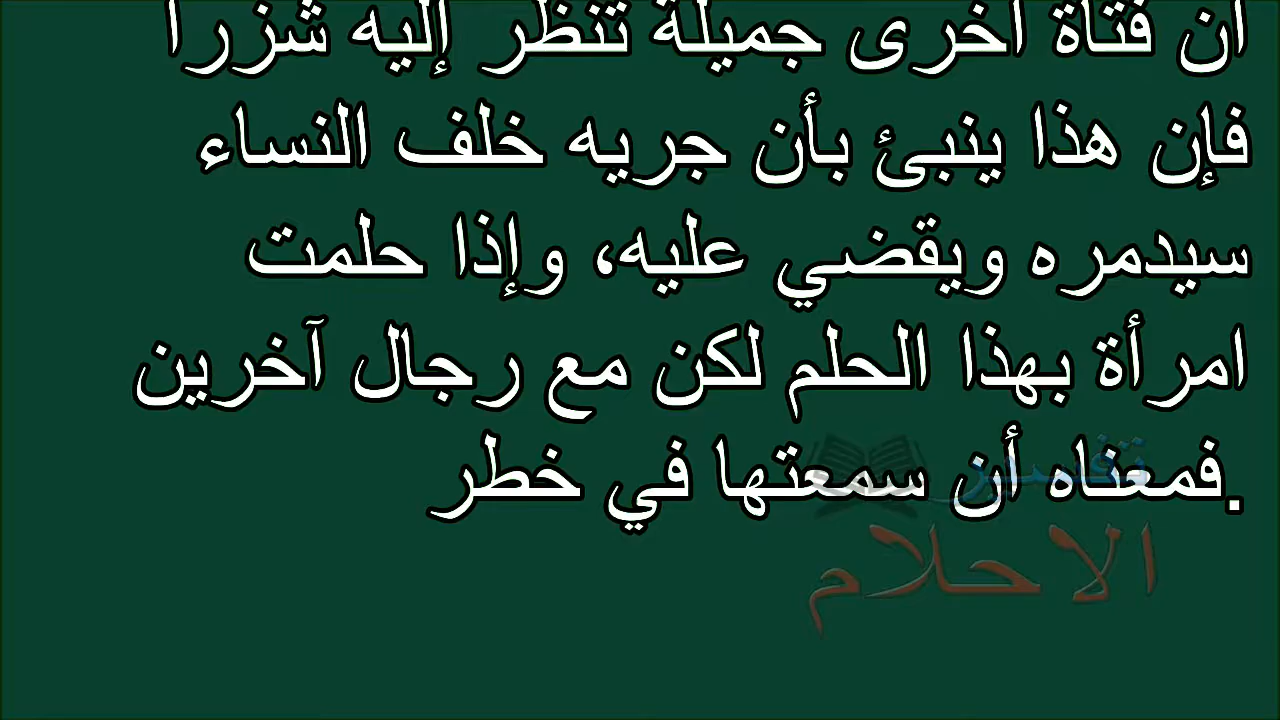 أن فتاة أخرى جميلة تنظر إليه شزرا
فإن هذا ينبئ بأن جريه خلف النساء
سيدمره ويقضي عليه، وإذا حلمت
امرأة بهذا الحلم لكن مع رجال آخرين
.فمعناه أن سمعتها في خطر
تفسير
الاحلام